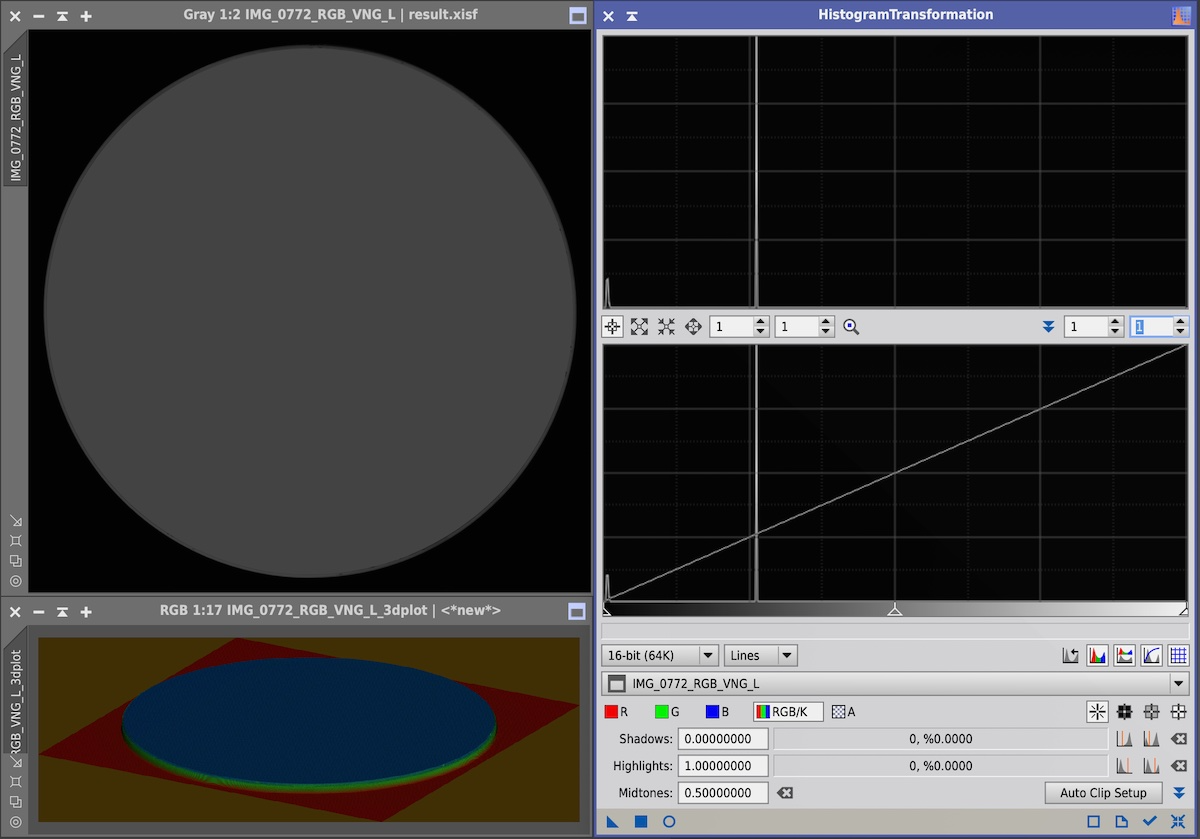 Gray 1:2 IMG_0772_RGB_VNG_L | result.xisf
IMG_0772_RGB_VNG_L
RGB 1:17 IMG_0772_RGB_VNG_L_3dplot | <*new*>
RGB_VNG_L_3dplot
HistogramTransformation
1 1 1 1
16-bit (64K) Lines
IMG_0772_RGB_VNG_L
R G B RGB/K A
Shadows: 0.00000000 0, %0.0000
Highlights: 1.00000000 0, %0.0000
Midtones: 0.50000000 Auto Clip Setup